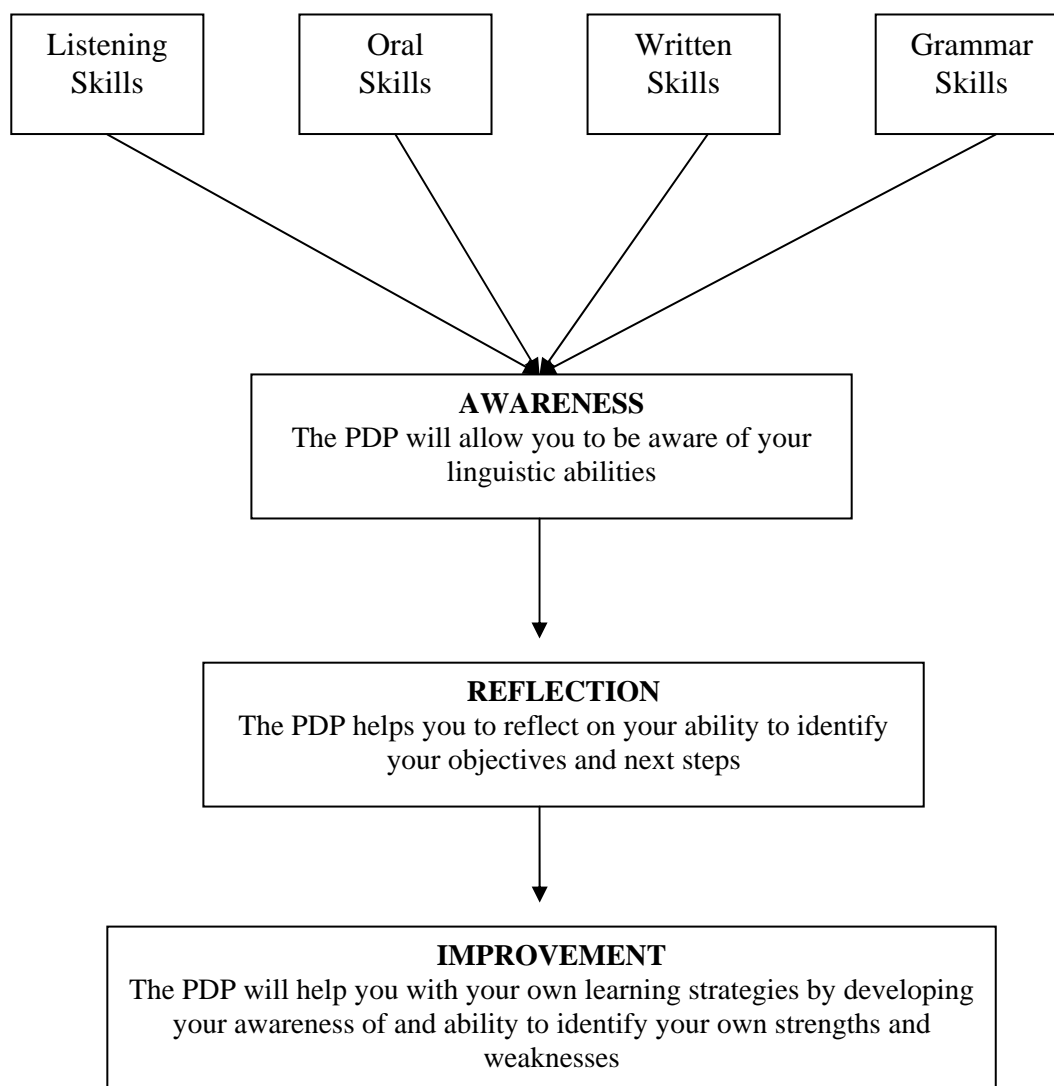 Listening
Skills
Oral
Skills
Written
Skills
Grammar
Skills
AWARENESS
The PDP will allow you to be aware of your
linguistic abilities
REFLECTION
The PDP helps you to reflect on your ability to identify
your objectives and next steps
IMPROVEMENT
The PDP will help you with your own learning strategies by developing
your awareness of and ability to identify your own strengths and
weaknesses